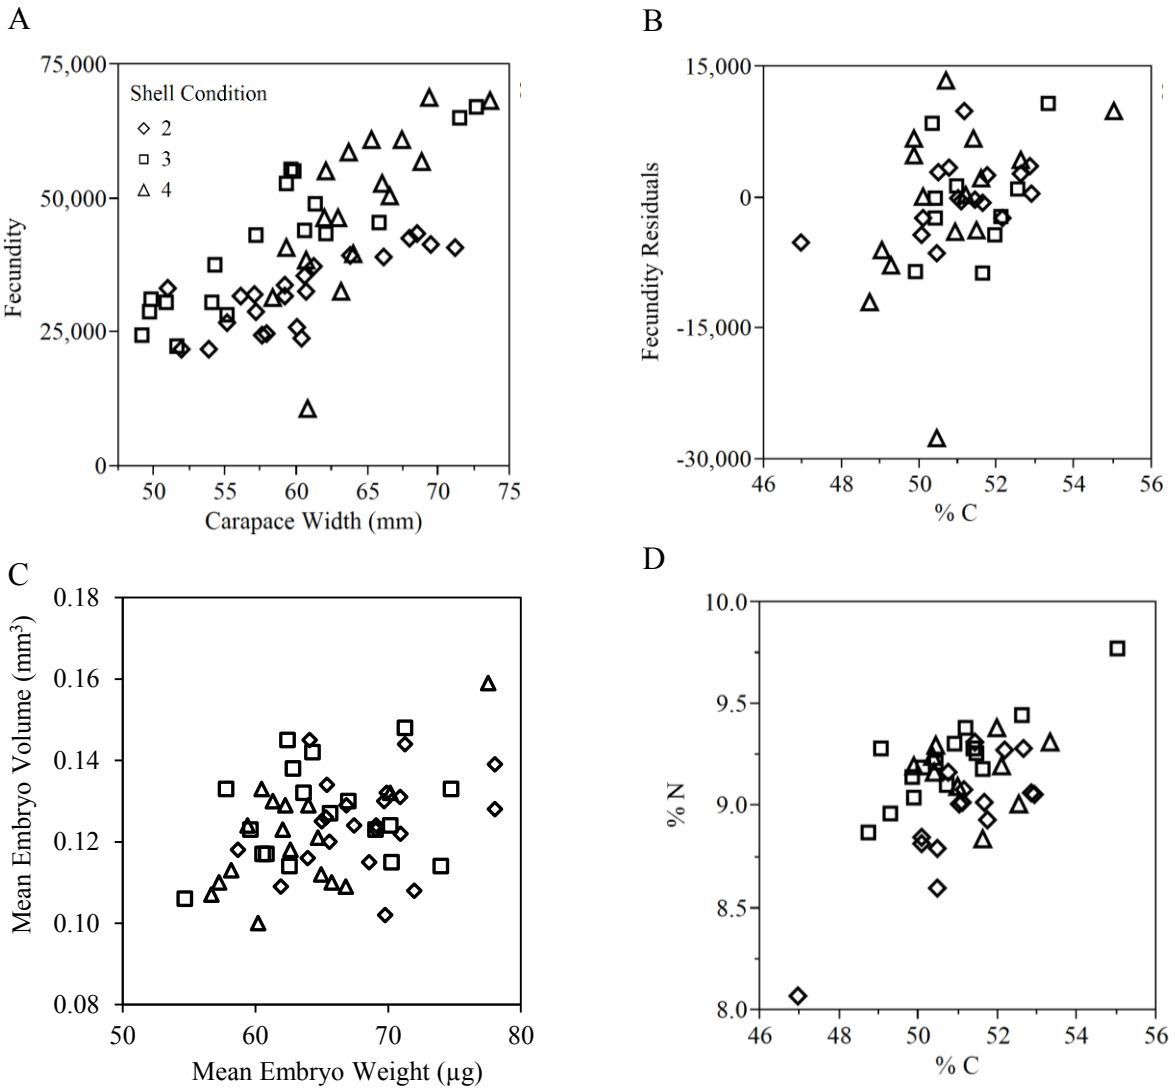 A
75,000
50,000
25,000
0
Fecundity
Shell Condition
2
3
4
50 55 60 65 70 75
Carapace Width (mm)
B
15,000
0
-15,000
-30,000
Fecundity Residuals
46 48 50 52 54 56
% C
C
0.18
0.16
0.14
0.12
0.10
0.08
Mean Embryo Volume (mm³)
50 60 70 80
Mean Embryo Weight (µg)
D
10.0
9.5
9.0
8.5
8.0
% N
46 48 50 52 54 56
% C